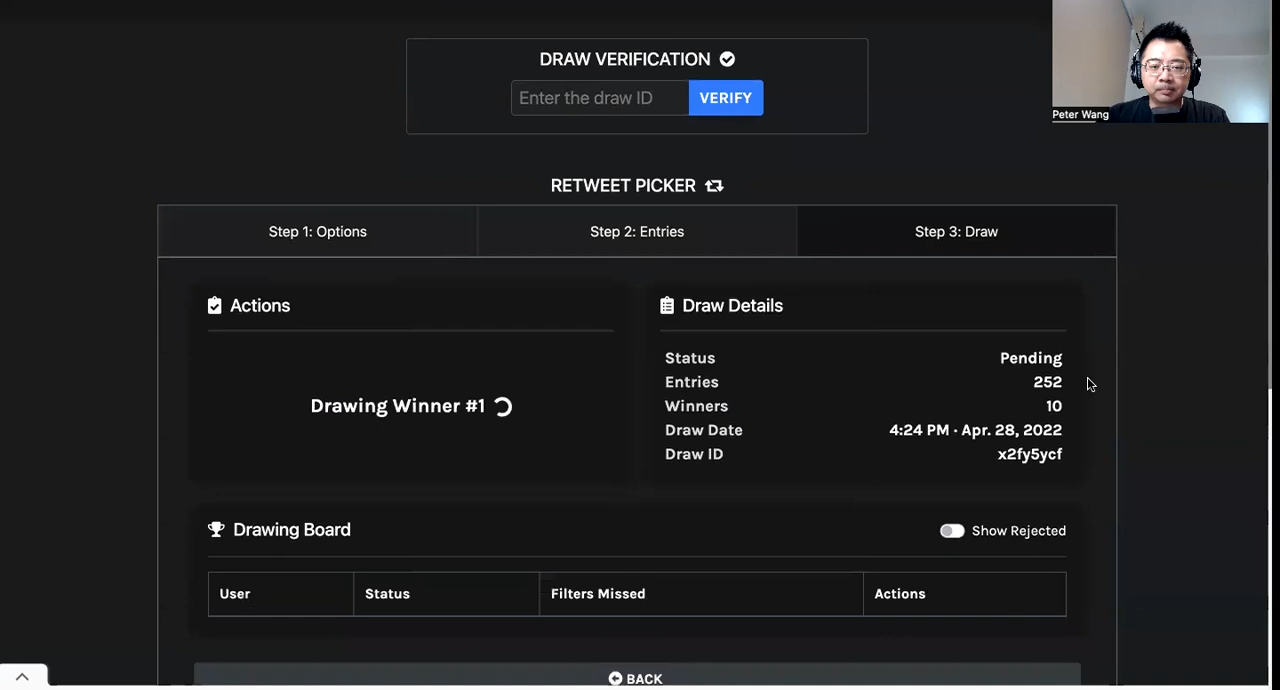 DRAW VERIFICATION
Enter the draw ID
VERIFY
Peter Wang
RETWEET PICKER
Step 1: Options
Step 2: Entries
Step 3: Draw
Actions
Drawing Winner #1
Draw Details
Status Pending
Entries 252
Winners 10
Draw Date 4:24 PM · Apr. 28, 2022
Draw ID x2fy5ycf
Drawing Board
Show Rejected
User Status Filters Missed Actions
BACK